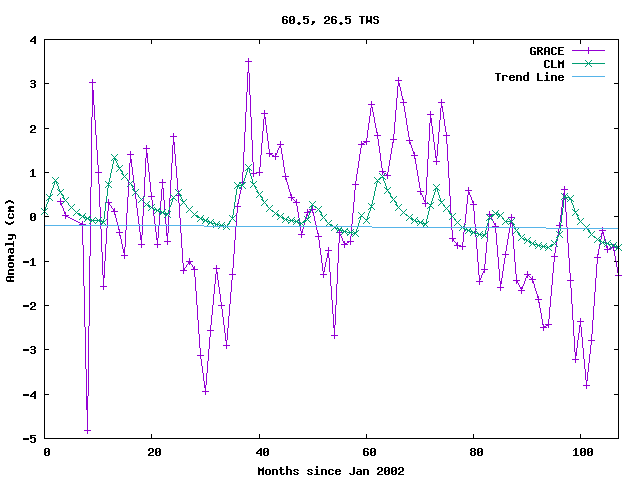 60.5, 26.5 TWS
GRACE
CLM
Trend Line
4
3
2
1
0
-1
-2
-3
-4
-5
Anomaly (cm)
0 20 40 60 80 100
Months since Jan 2002